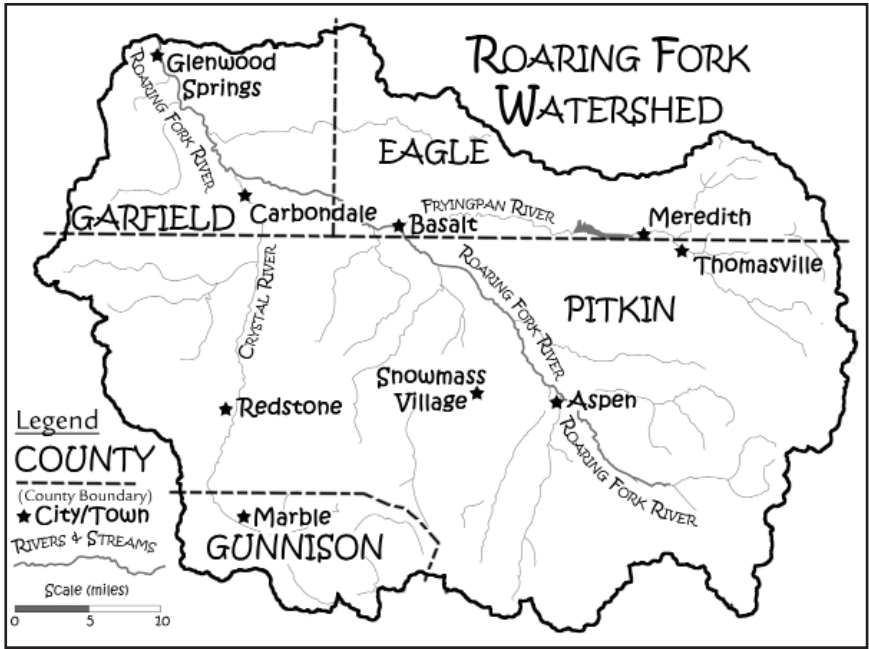 ROARING FORK
WATERSHED
Glenwood
Springs
ROARING FORK RIVER
EAGLE
GARFIELD
Carbondale
FRYINGPAN RIVER
Basalt
Meredith
Thomasville
CRYSTAL RIVER
ROARING FORK RIVER
PITKIN
Snowmass
Village
Redstone
Aspen
ROARING FORK RIVER
Marble
GUNNISON
Legend
COUNTY
(County Boundary)
City/Town
RIVERS & STREAMS
Scale (miles)
0 5 10